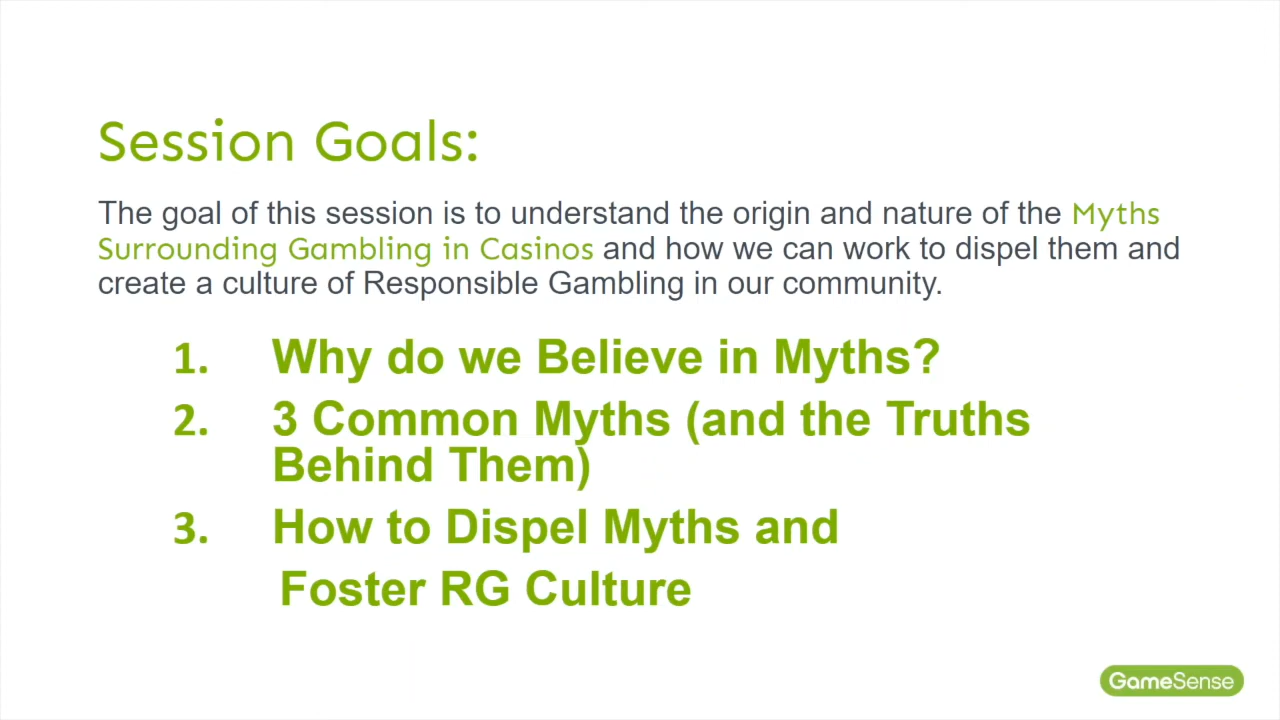 Session Goals:
The goal of this session is to understand the origin and nature of the Myths
Surrounding Gambling in Casinos and how we can work to dispel them and
create a culture of Responsible Gambling in our community.
1. Why do we Believe in Myths?
2. 3 Common Myths (and the Truths
Behind Them)
3. How to Dispel Myths and
Foster RG Culture
GameSense